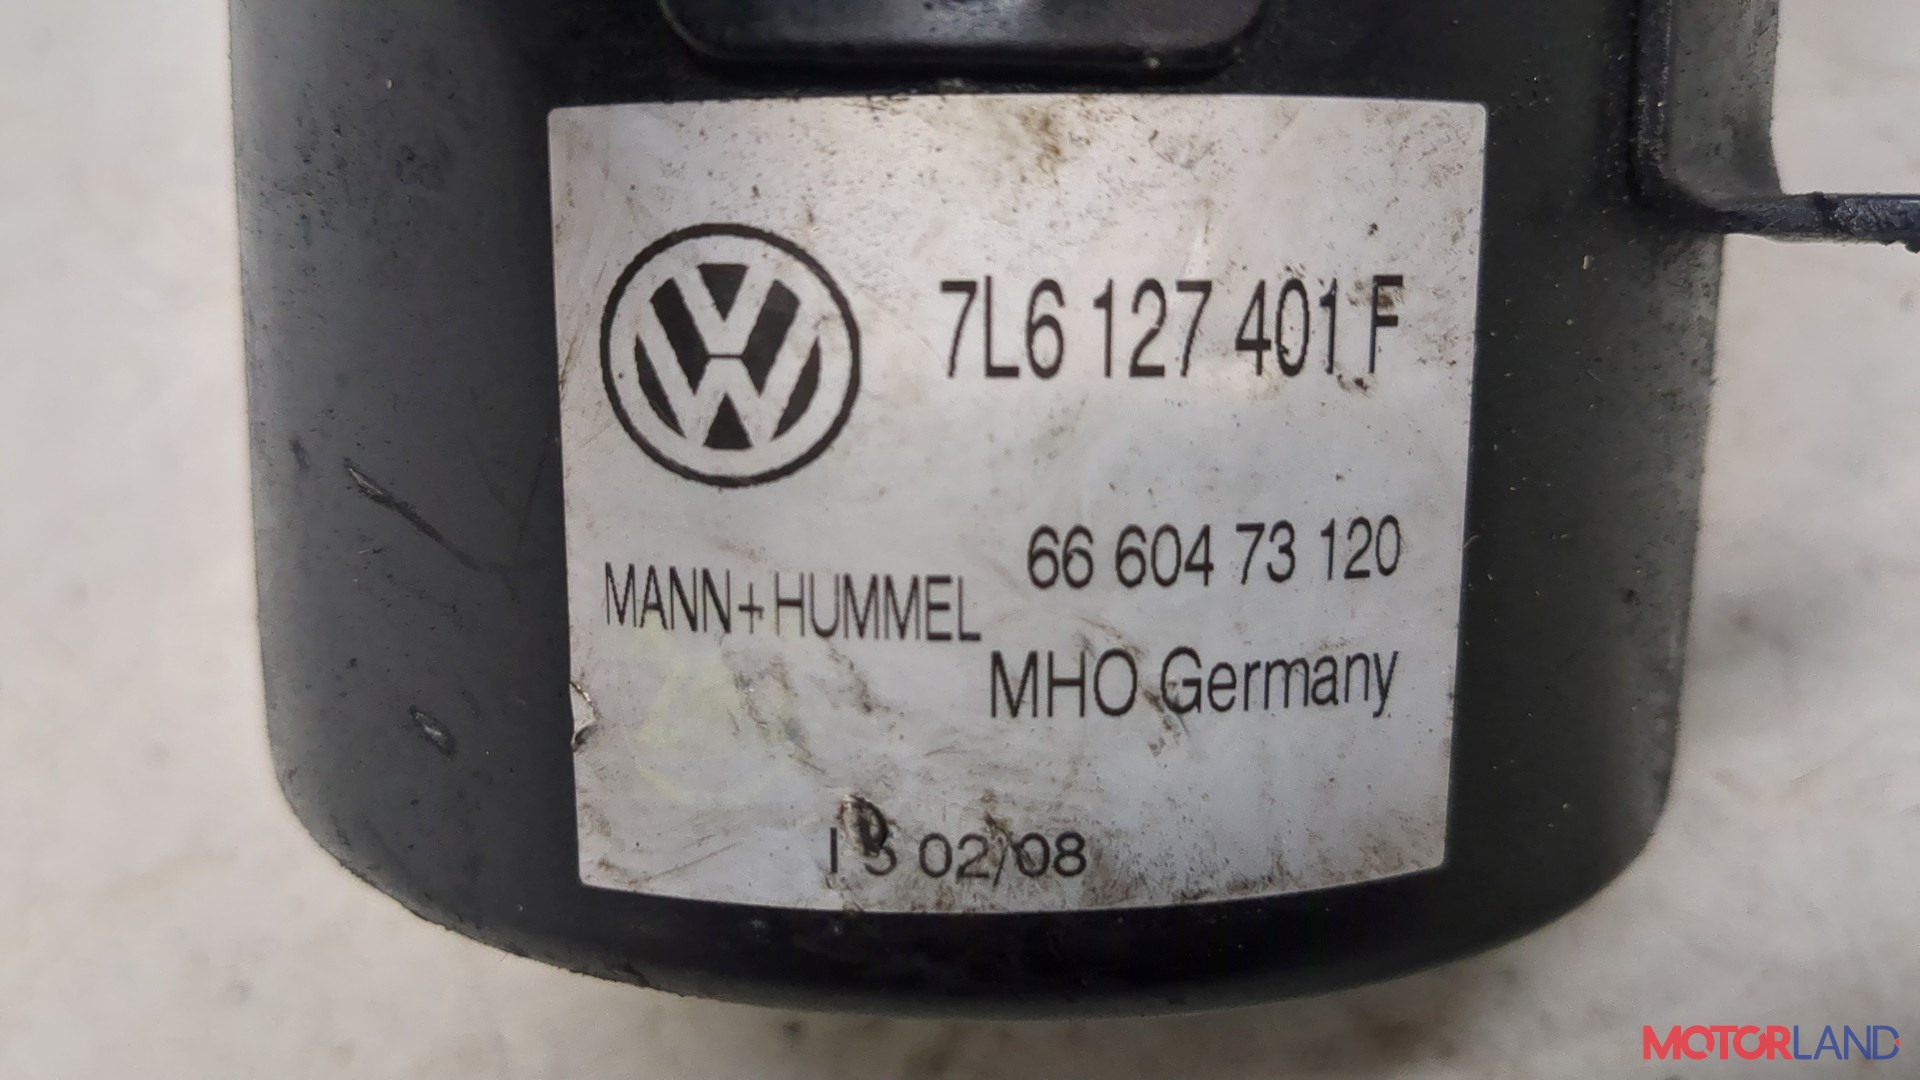 7L6 127 401 F
66 604 73 120
MANN+HUMMEL
MHO Germany
02/08
MOTORLAND